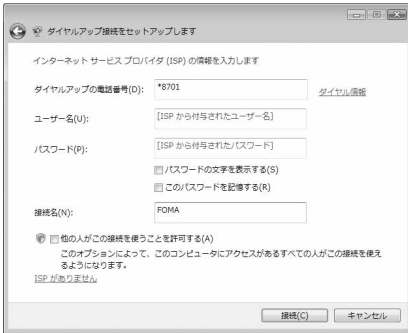 ダイヤルアップ接続をセットアップします
インターネット サービス プロバイダ (ISP) の情報を入力します
ダイヤルアップの電話番号(D): *8701 ダイヤル情報
ユーザー名(U): [ISP から付与されたユーザー名]
パスワード(P): [ISP から付与されたパスワード]
パスワードの文字を表示する(S)
このパスワードを記憶する(R)
接続名(N): FOMA
他の人がこの接続を使うことを許可する(A)
このオプションによって、このコンピュータにアクセスがあるすべての人がこの接続を使え
るようになります。
ISP がありません
接続(C) キャンセル